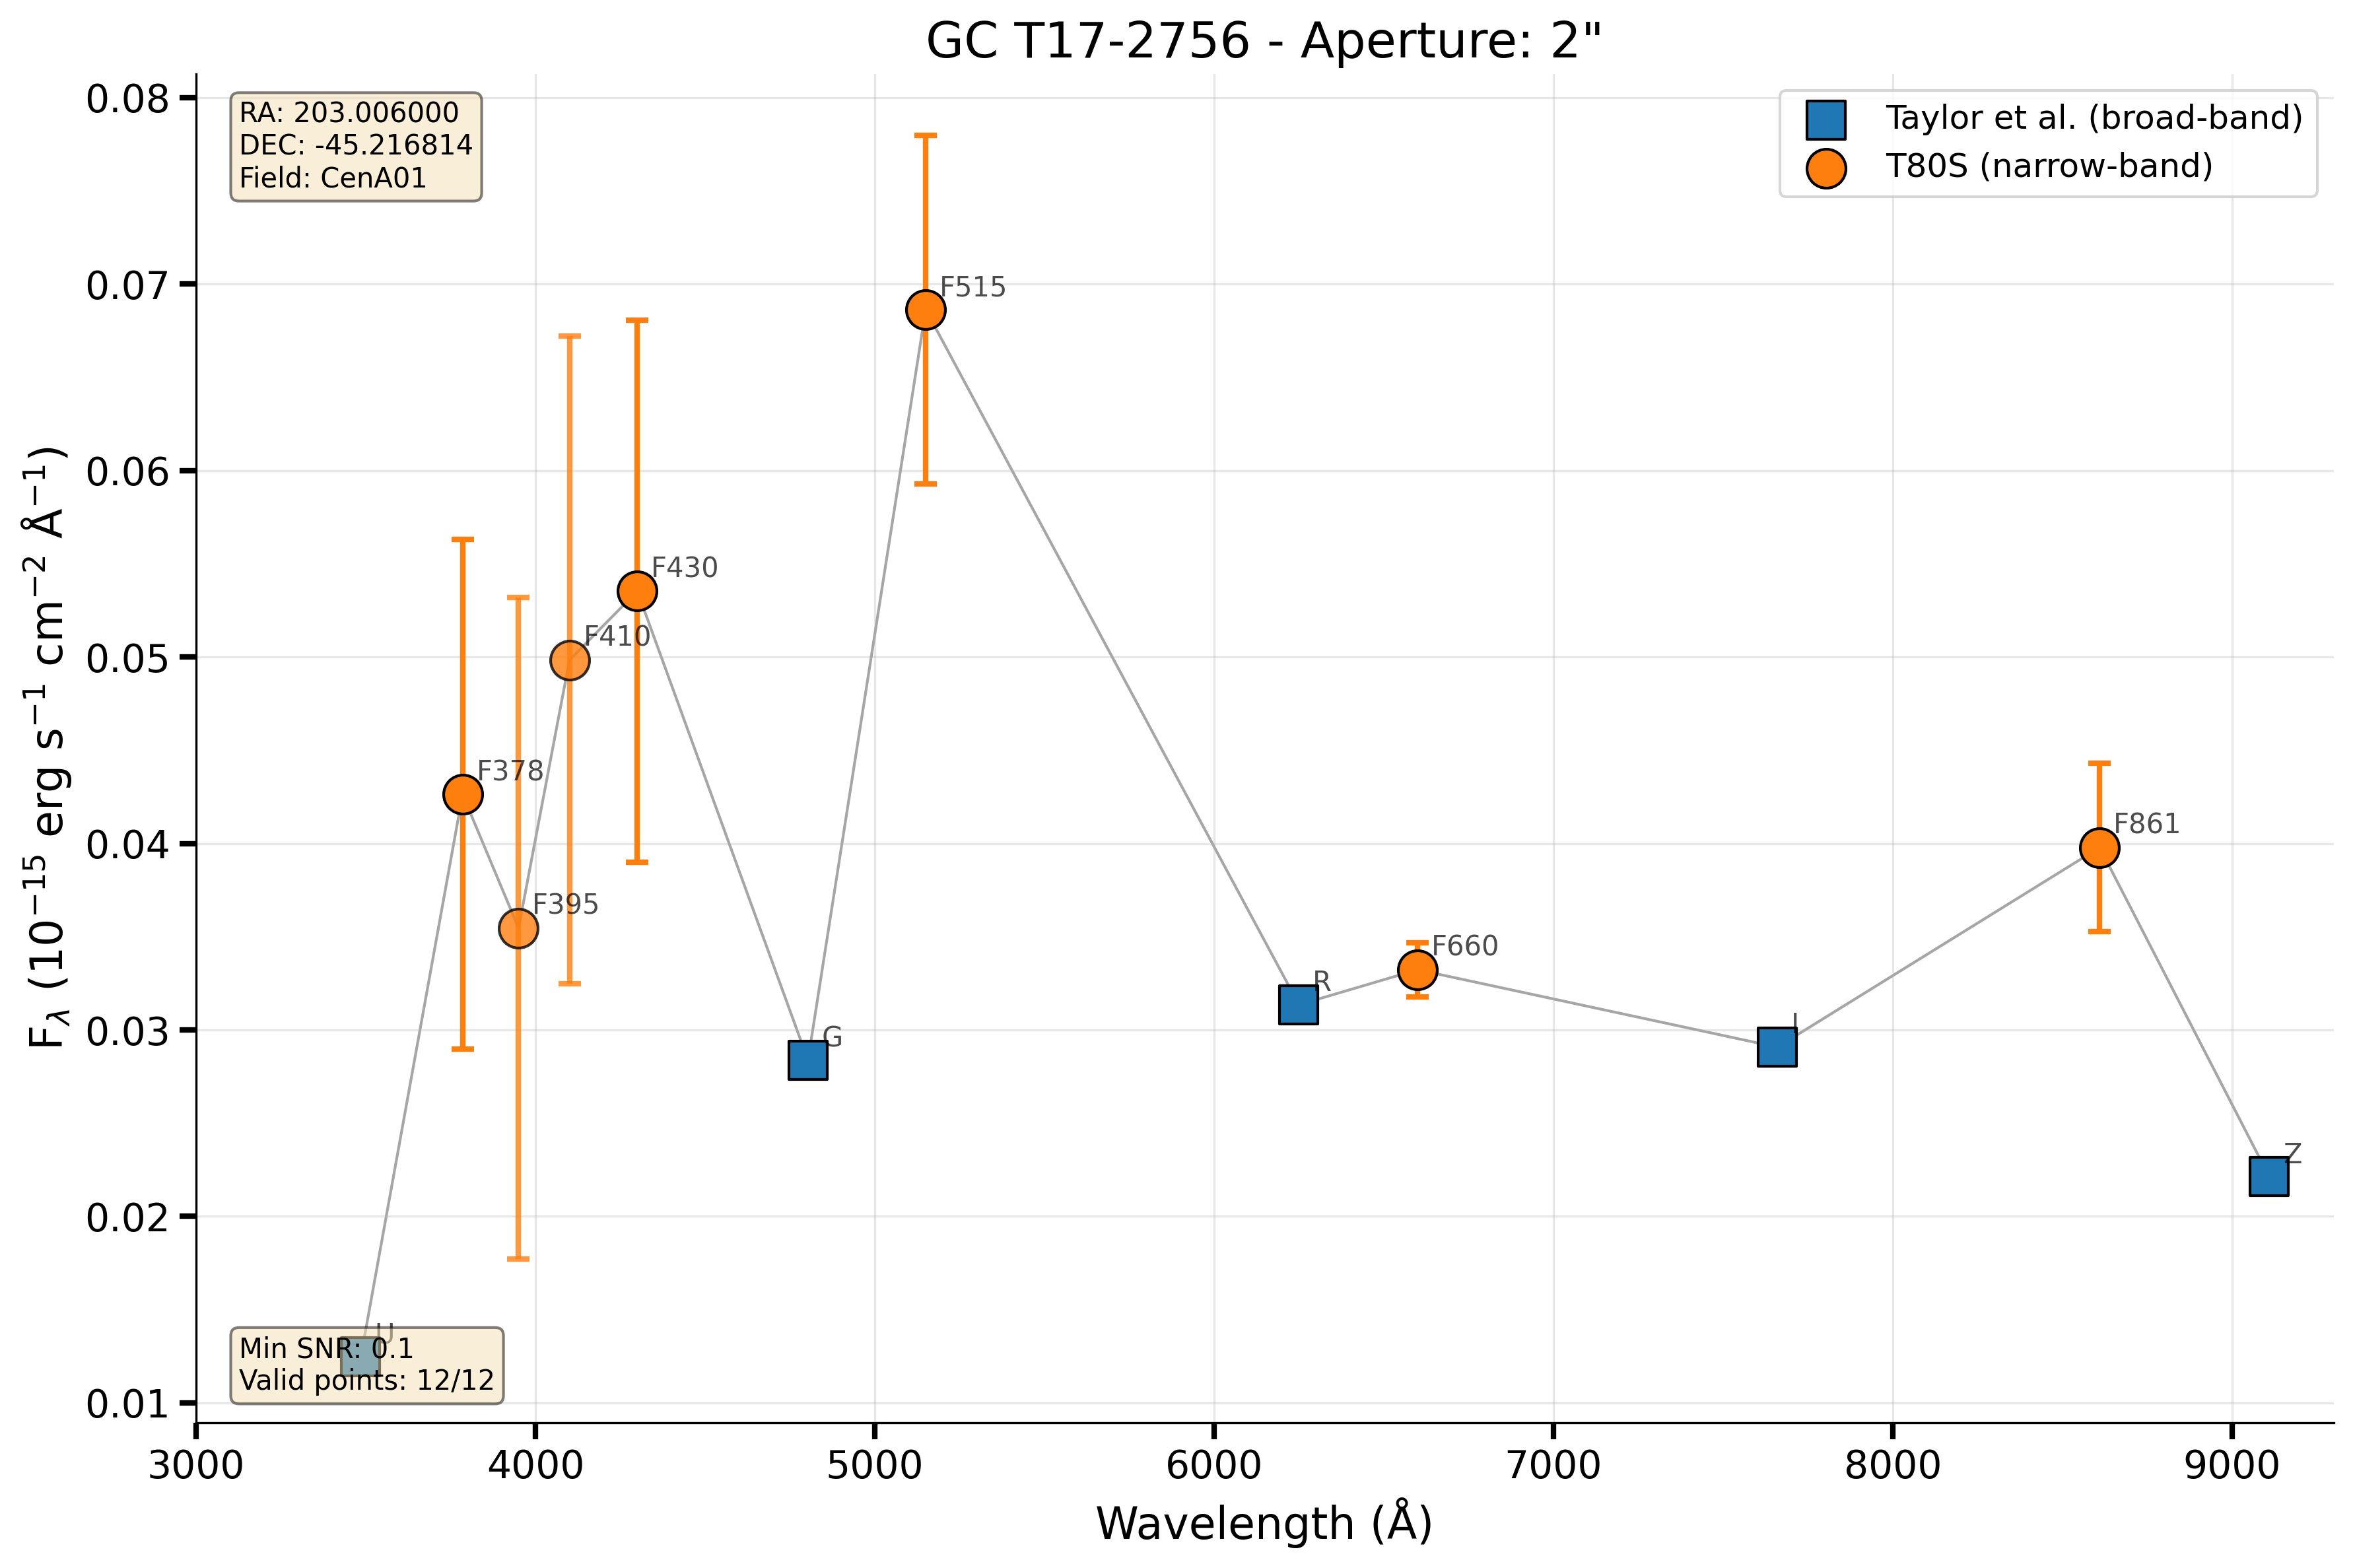 GC T17-2756 - Aperture: 2"
RA: 203.006000
DEC: -45.216814
Field: CenA01
Taylor et al. (broad-band)
T80S (narrow-band)
F_λ (10⁻¹⁵ erg s⁻¹ cm⁻² Å⁻¹)
0.08
0.07
0.06
0.05
0.04
0.03
0.02
0.01
F515
F430
F410
F378
F395
F861
F660
R
I
G
Z
U
Min SNR: 0.1
Valid points: 12/12
3000 4000 5000 6000 7000 8000 9000
Wavelength (Å)